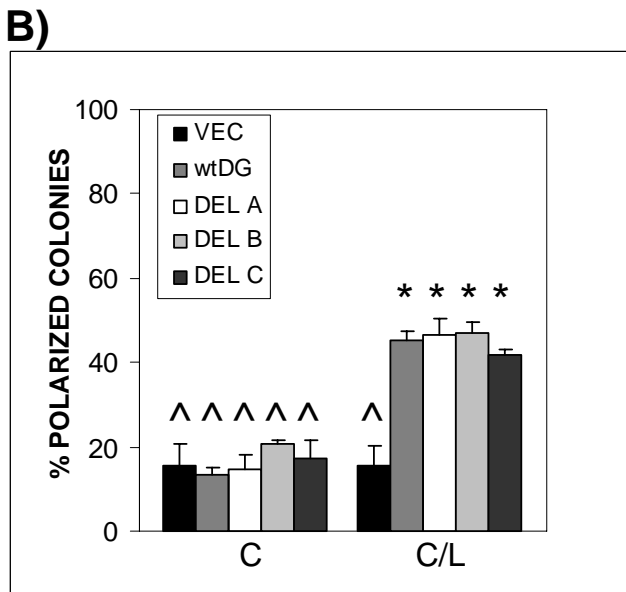 B)
% POLARIZED COLONIES
100
80
60
40
20
0
VEC
wtDG
DEL A
DEL B
DEL C
* * * *
^ ^ ^ ^ ^ ^
C C/L